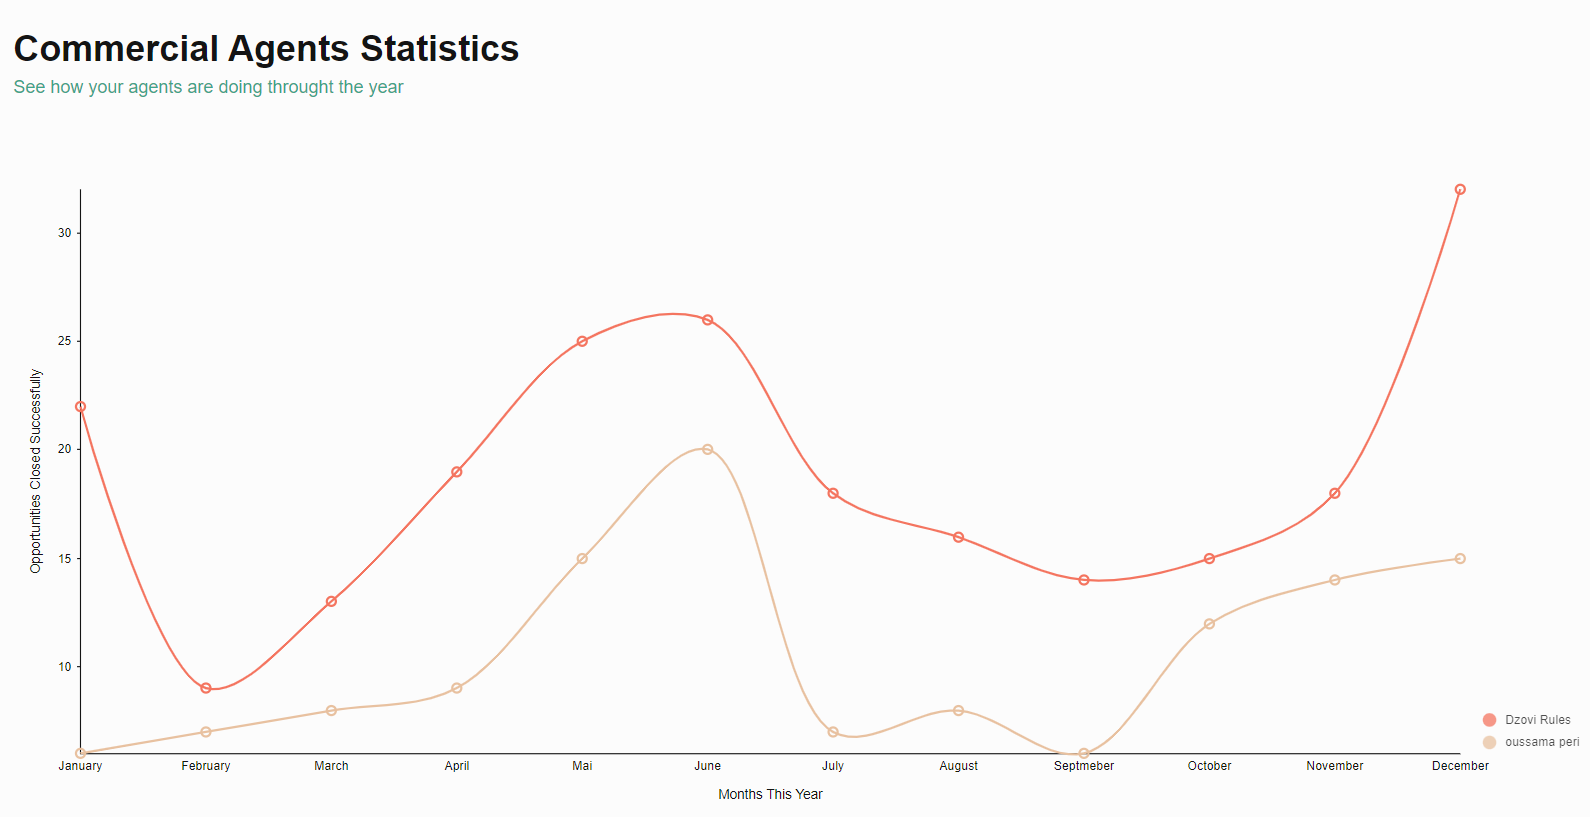 Commercial Agents Statistics
See how your agents are doing throught the year
30
25
20
15
10
Opportunities Closed Successfully
January February March April Mai June July August Septmeber October November December
Months This Year
Dzovi Rules
oussama peri